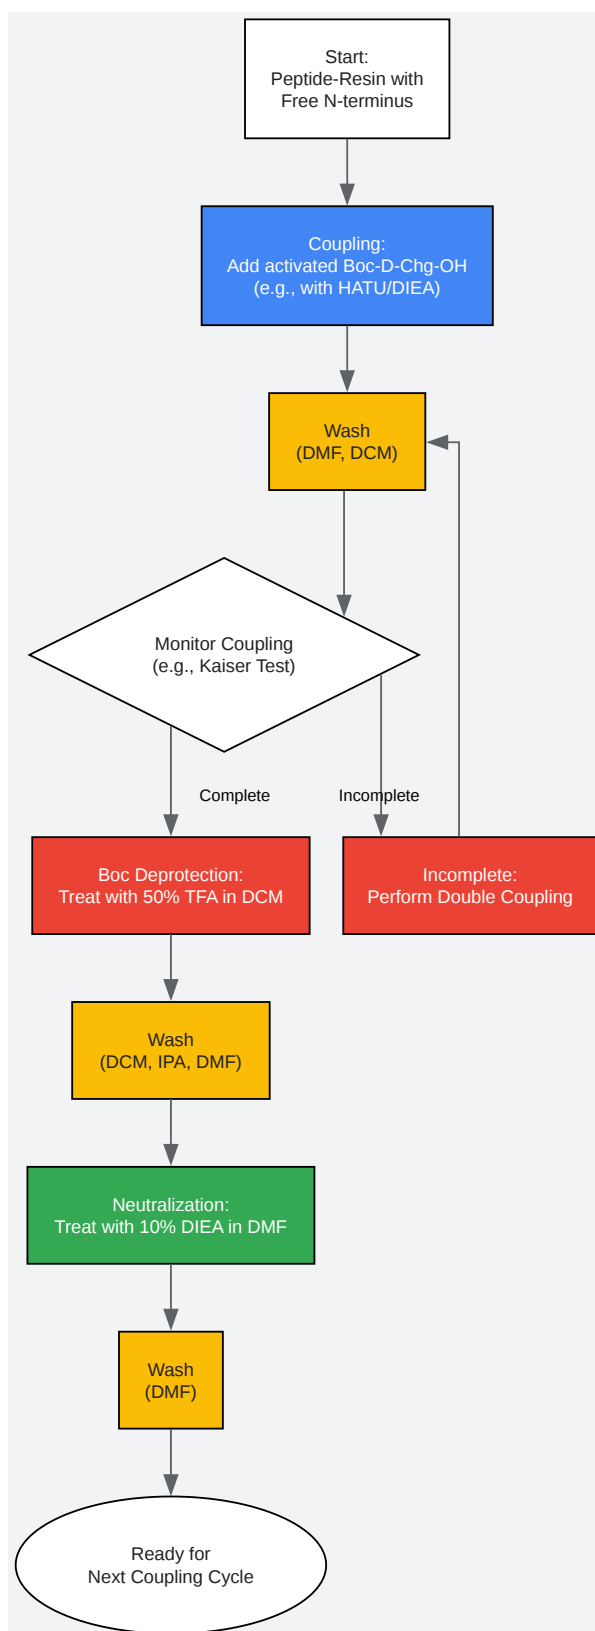 Start:
Peptide-Resin with
Free N-terminus
Coupling:
Add activated Boc-D-Chg-OH
(e.g., with HATU/DIEA)
Wash
(DMF, DCM)
Monitor Coupling
(e.g., Kaiser Test)
Complete
Incomplete
Boc Deprotection:
Treat with 50% TFA in DCM
Incomplete:
Perform Double Coupling
Wash
(DCM, IPA, DMF)
Neutralization:
Treat with 10% DIEA in DMF
Wash
(DMF)
Ready for
Next Coupling Cycle